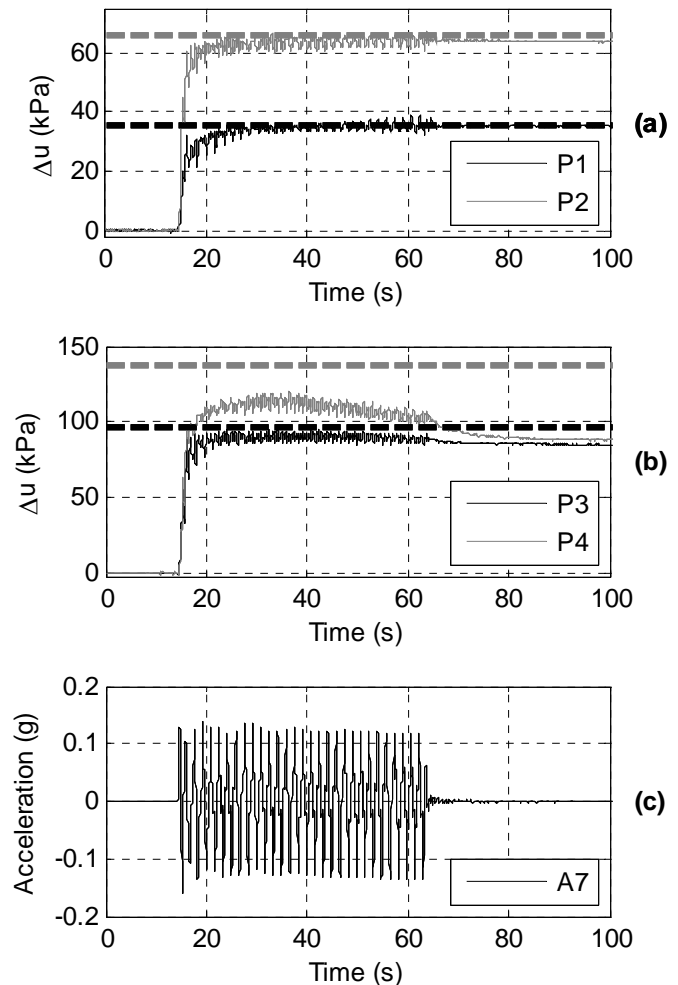 60
40
20
0
Δu (kPa)
0 20 40 60 80 100
Time (s)
P1
P2
(a)
150
100
50
0
Δu (kPa)
0 20 40 60 80 100
Time (s)
P3
P4
(b)
0.2
0.1
0
-0.1
-0.2
Acceleration (g)
0 20 40 60 80 100
Time (s)
A7
(c)